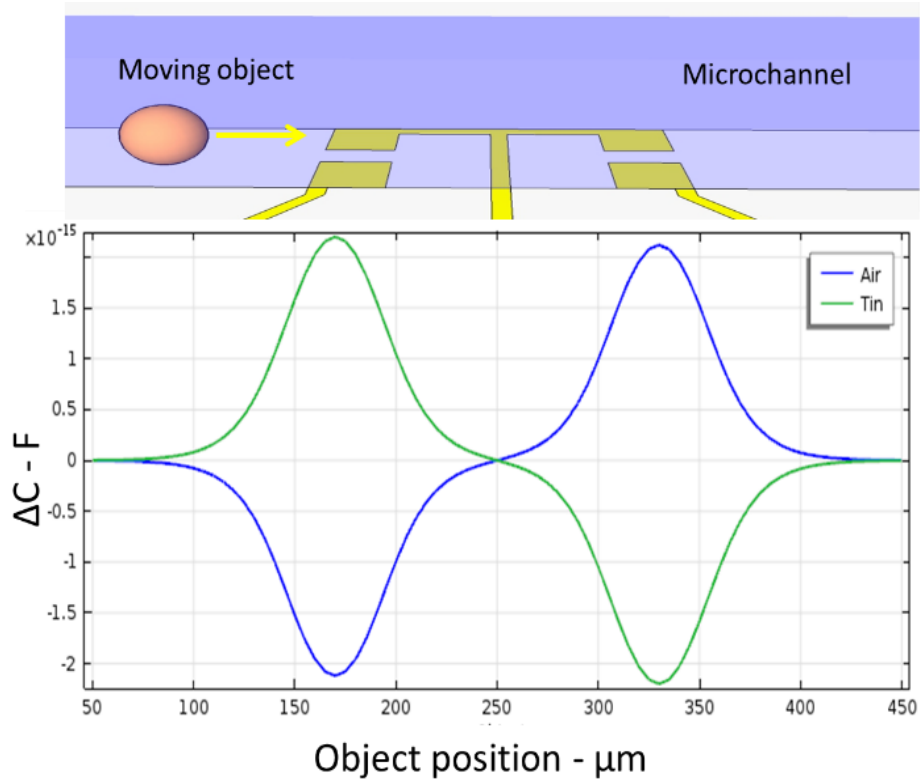 Moving object
Microchannel
x10⁻¹⁵
Air
Tin
1.5
1
0.5
0
-0.5
-1
-1.5
-2
ΔC - F
50 100 150 200 250 300 350 400 450
Object position - μm